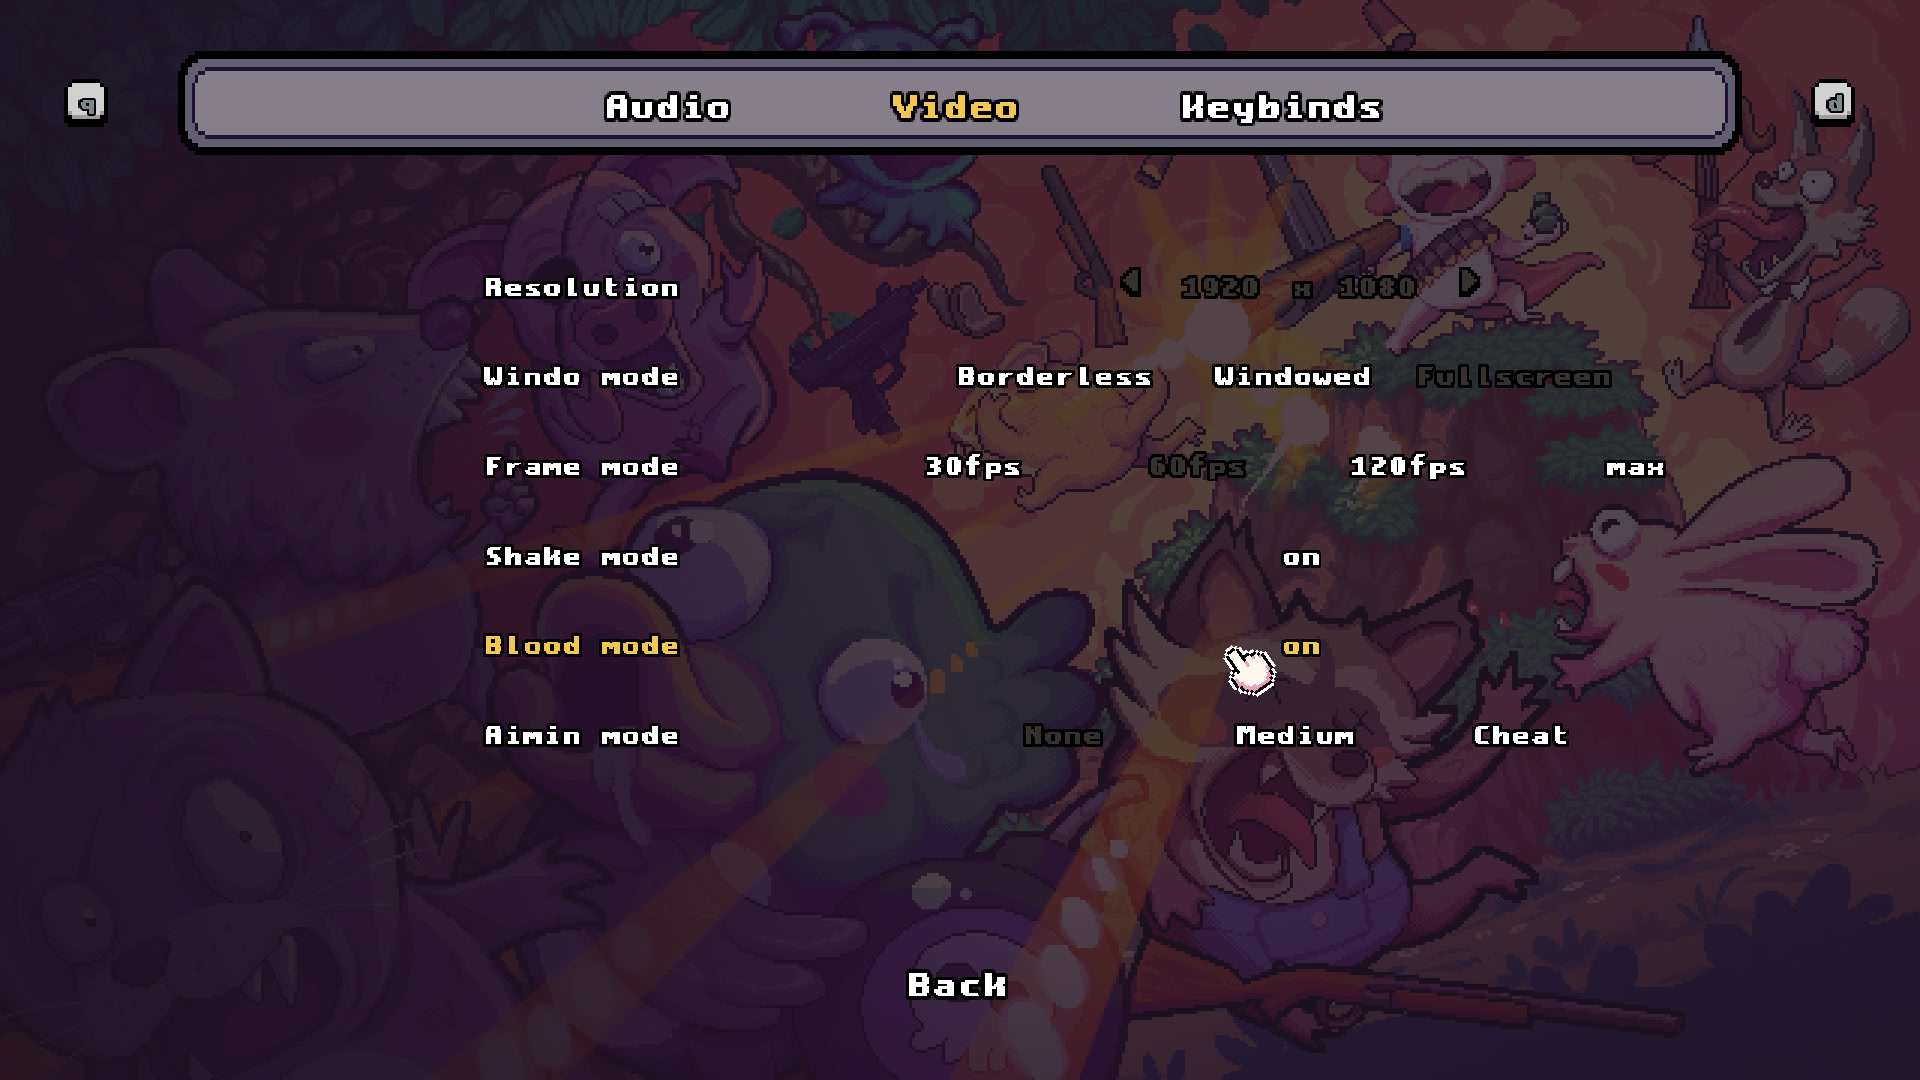 q Audio Video Keybinds d
Resolution 1920 x 1080
Windo mode Borderless Windowed Fullscreen
Frame mode 30fps 60fps 120fps max
Shake mode on
Blood mode on
Aimin mode None Medium Cheat
Back